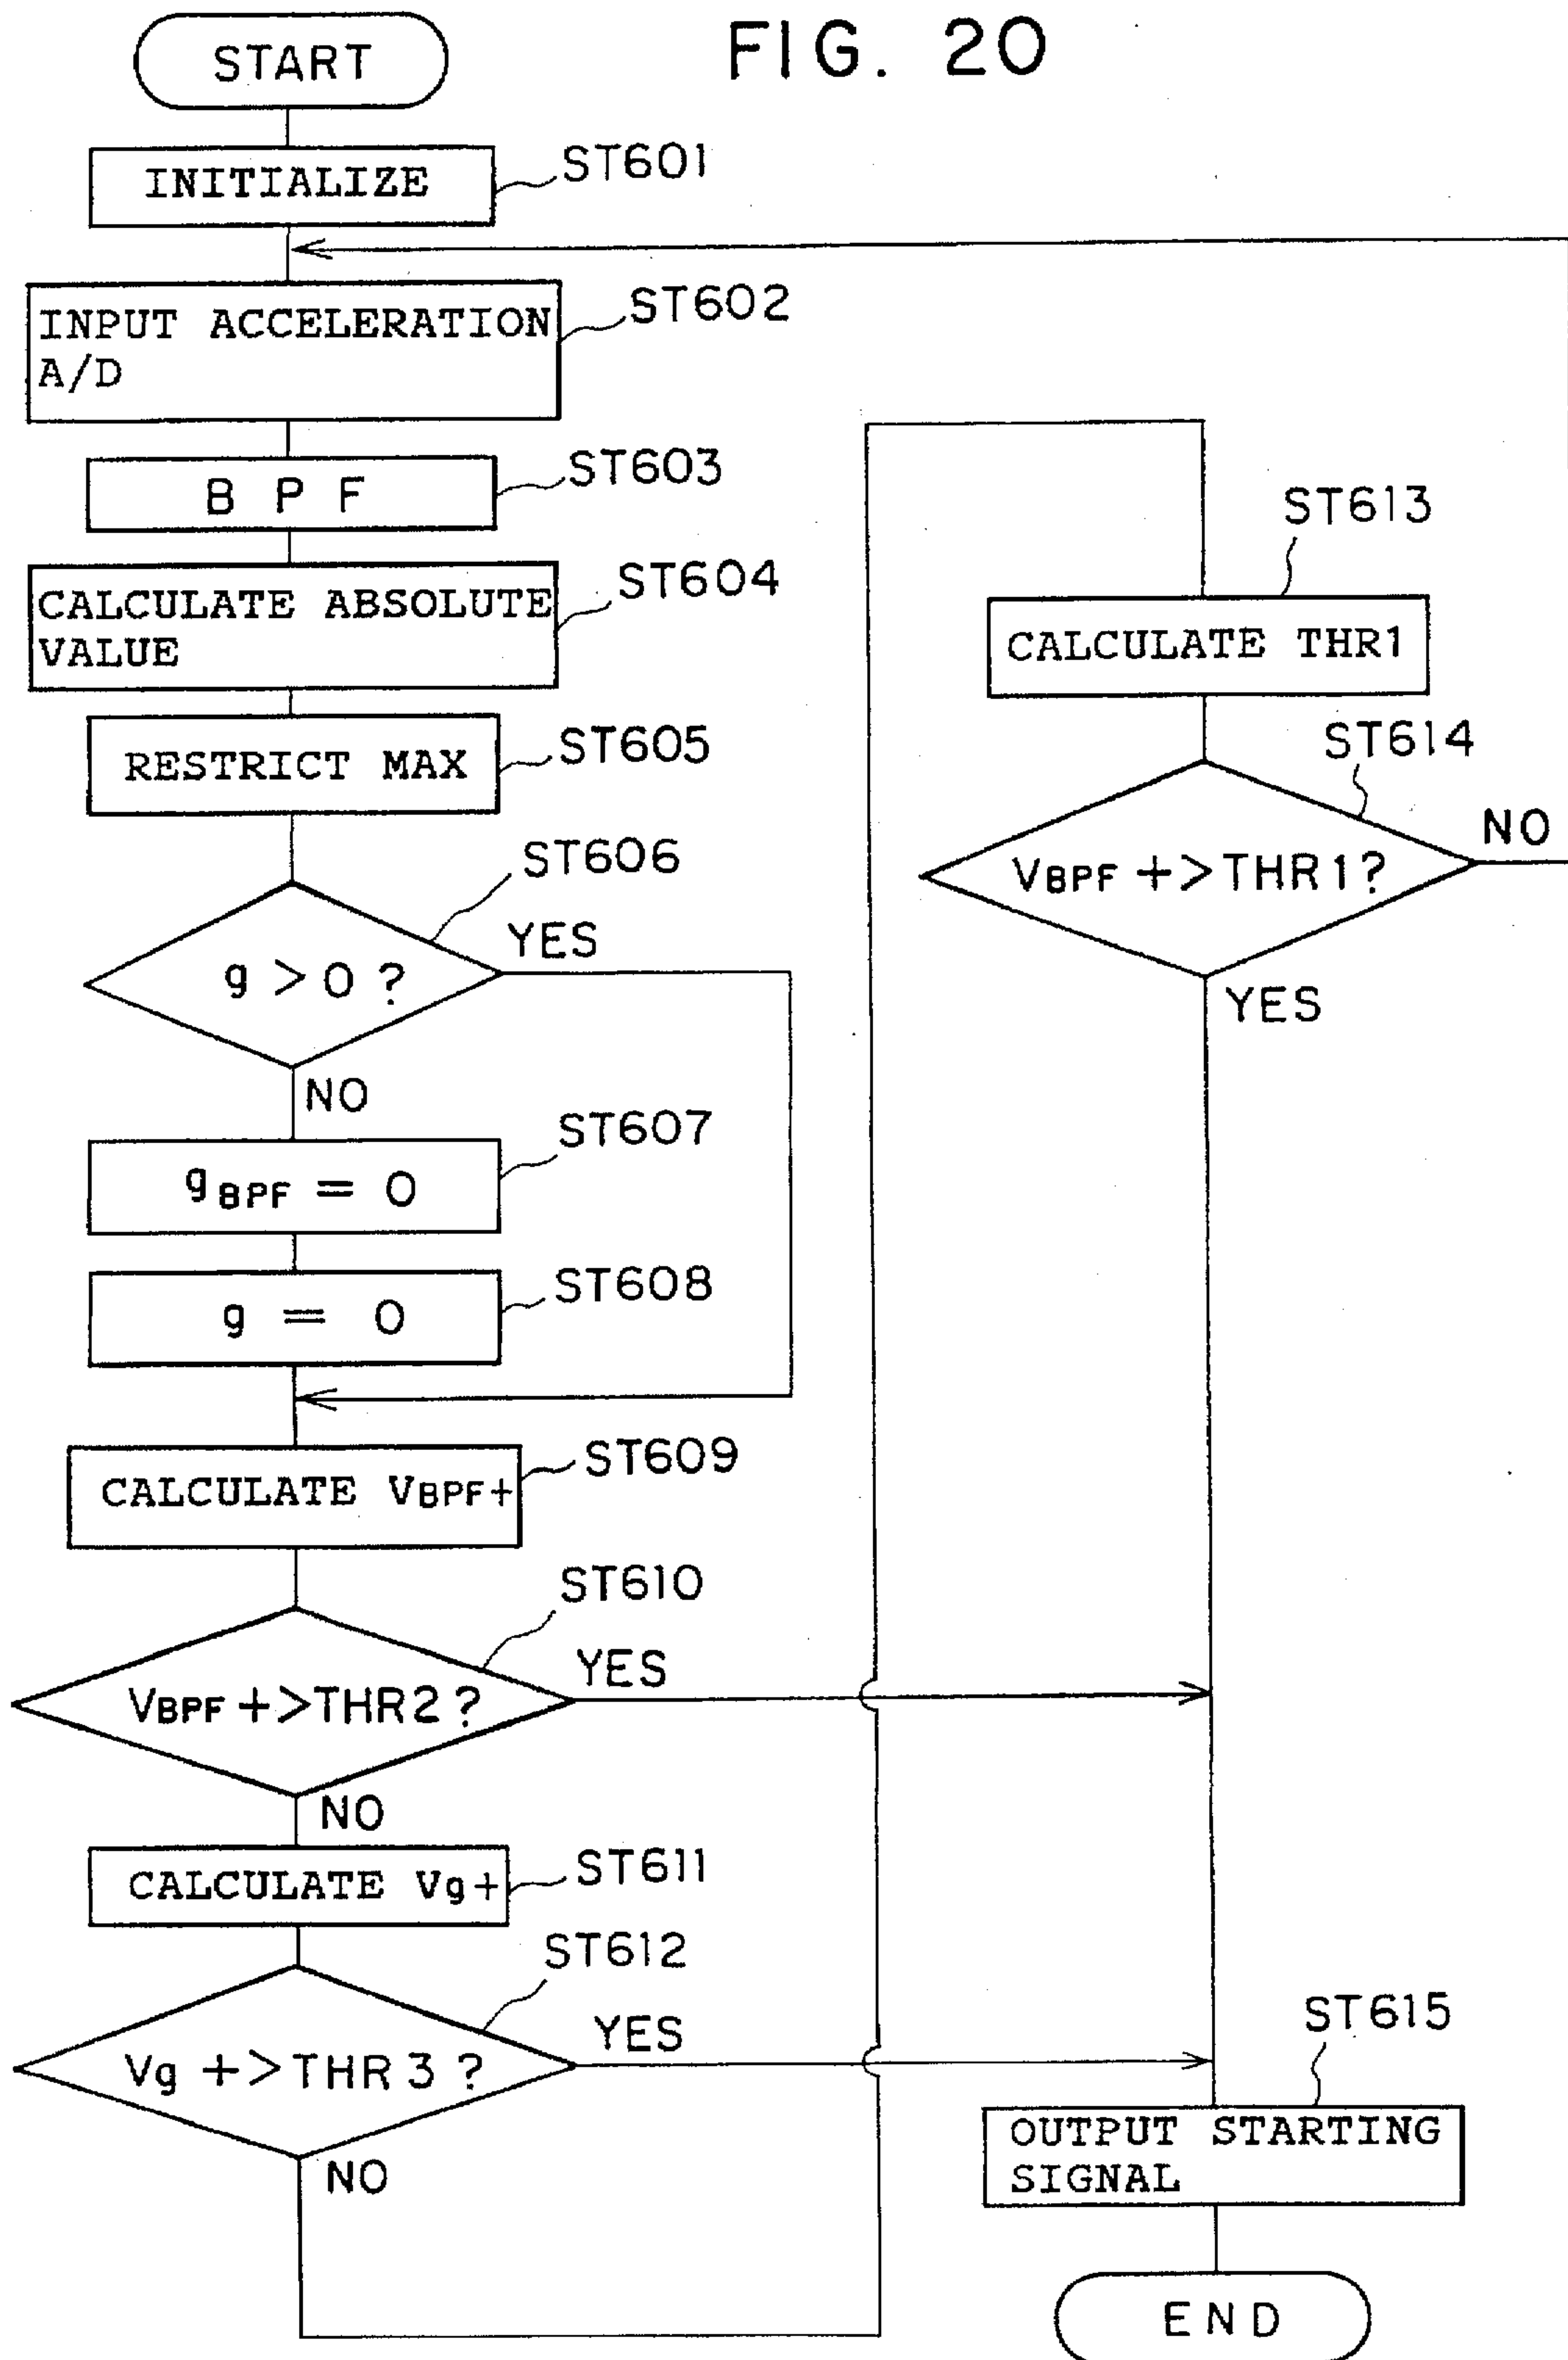 FIG. 20
START
INITIALIZE
ST601
INPUT ACCELERATION
A/D
ST602
B P F
ST603
CALCULATE ABSOLUTE
VALUE
ST604
RESTRICT MAX
ST605
g > 0 ?
ST606
YES
NO
gBPF = 0
ST607
g = 0
ST608
CALCULATE VBPF+
ST609
VBPF +>THR2?
ST610
YES
NO
CALCULATE Vg+
ST611
Vg +>THR3?
ST612
YES
NO
CALCULATE THR1
ST613
VBPF +>THR1?
ST614
NO
YES
OUTPUT STARTING
SIGNAL
ST615
END